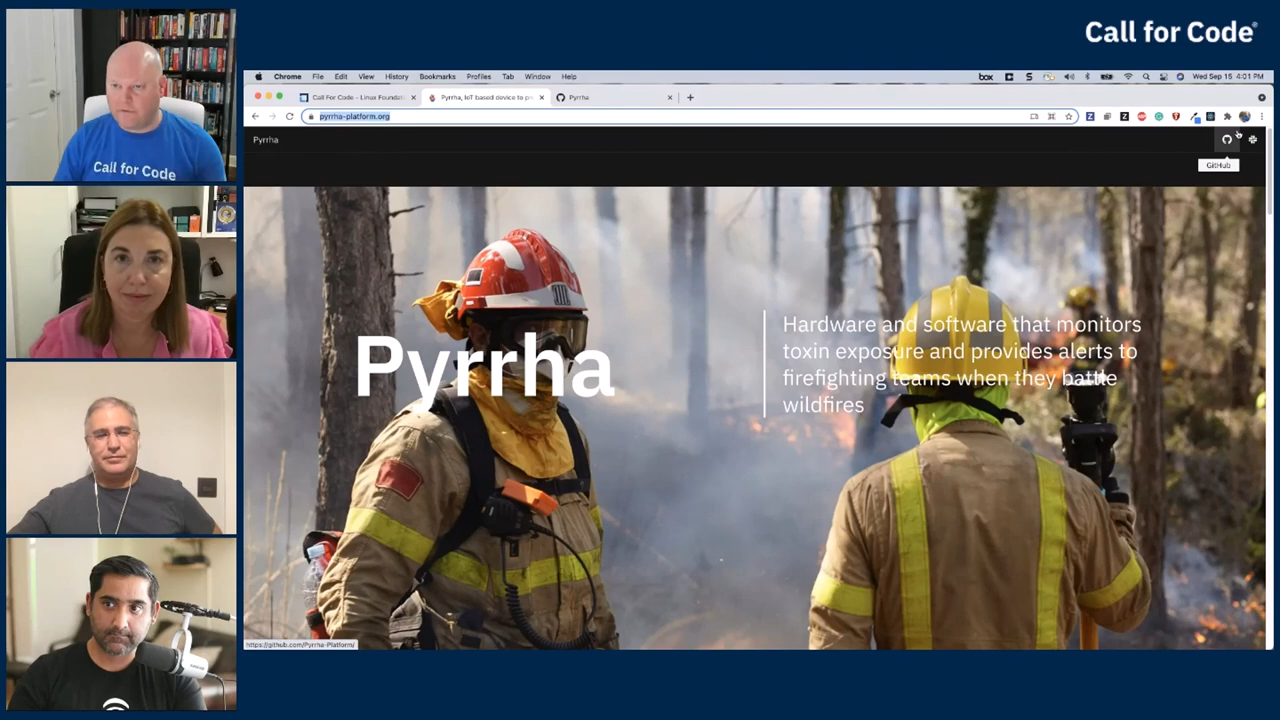 Call for Code
Call for Code®
Chrome File Edit View History Bookmarks Profiles Tab Window Help
box
Wed Sep 15 4:01 PM
Call For Code – Linux Foundati
Pyrrha, IoT based device to pr
Pyrrha
pyrrha-platform.org
Pyrrha
GitHub
Pyrrha
Hardware and software that monitors
toxin exposure and provides alerts to
firefighting teams when they battle
wildfires
https://github.com/Pyrrha-Platform/